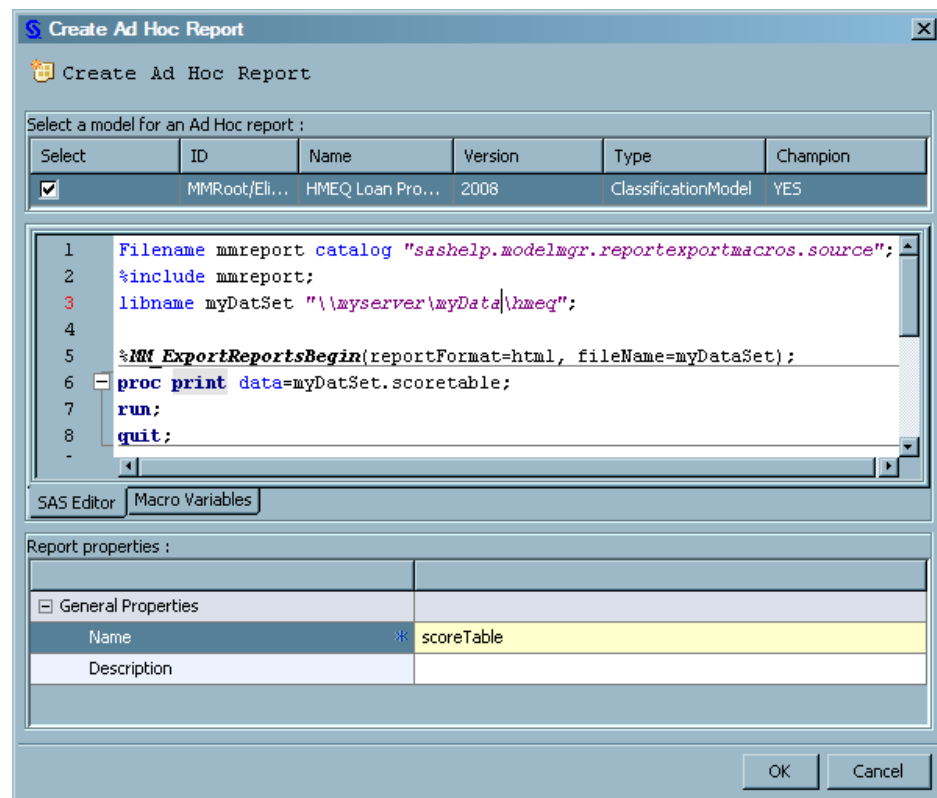 Create Ad Hoc Report
Create Ad Hoc Report
Select a model for an Ad Hoc report :
Select ID Name Version Type Champion
MMRoot/Eli... HMEQ Loan Pro... 2008 ClassificationModel YES
1 Filename mmreport catalog "sashelp.modelmgr.reportexportmacros.source";
2 %include mmreport;
3 libname myDatSet "\\myserver\myData\hmeq";
4
5 %MM_ExportReportsBegin(reportFormat=html, fileName=myDataSet);
6 proc print data=myDatSet.scoretable;
7 run;
8 quit;
SAS Editor Macro Variables
Report properties :
General Properties
Name * scoreTable
Description
OK Cancel